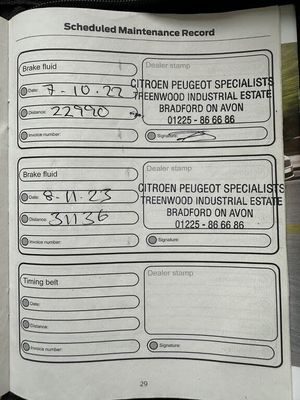 Scheduled Maintenance Record
Brake fluid
Date: 7-10.22
Distance: 22990
Invoice number:
Dealer stamp
CITROEN PEUGEOT SPECIALISTS
TREENWOOD INDUSTRIAL ESTATE
BRADFORD ON AVON
01225 - 86 66 86
Signature:
Brake fluid
Date: 8-11.23
Distance: 31136
Invoice number:
Dealer stamp
CITROEN PEUGEOT SPECIALISTS
TREENWOOD INDUSTRIAL ESTATE
BRADFORD ON AVON
01225 - 86 66 86
Signature:
Timing belt
Date:
Distance:
Invoice number:
Dealer stamp
Signature:
29